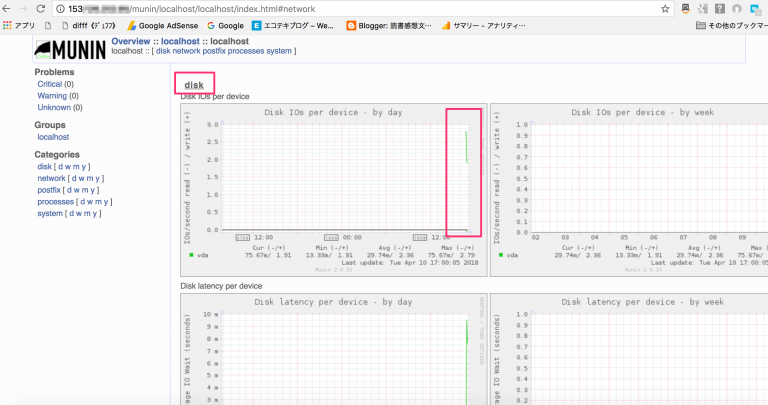 153
/munin/localhost/localhost/index.html#network
アプリ
difff《ﾃﾞｭﾌﾌ》
Google AdSense
Google
エコテキブログ – We...
Blogger: 読書感想文...
サマリー - アナリティ...
その他のブックマー
MUNIN
Overview :: localhost :: localhost
localhost :: [ disk network postfix processes system ]
Problems
Critical (0)
Warning (0)
Unknown (0)
Groups
localhost
Categories
disk [ d w m y ]
network [ d w m y ]
postfix [ d w m y ]
processes [ d w m y ]
system [ d w m y ]
disk
Disk IOs per device
Disk IOs per device - by day
IOs/second read (-) / write (+)
3.0
2.5
2.0
1.5
1.0
0.5
0.0
12:00
00:00
12:00
Cur (-/+) Min (-/+) Avg (-/+) Max (-/+)
vda 75.67m/ 1.91 13.33m/ 1.91 29.74m/ 2.36 75.67m/ 2.79
Last update: Tue Apr 10 17:00:05 2018
Munin 2.0.33
Disk IOs per device - by week
IOs/second read (-) / write (+)
1.0
0.9
0.8
0.7
0.6
0.5
0.4
0.3
0.2
0.1
0.0
02 03 04 05 06 07 08 09
Cur (-/+) Min (-/+) Avg (-/+) Max
vda 29.74m/ 2.36 13.33m/ 1.91 29.74m/ 2.36 75.67m/
Last update: Tue Apr 10 17:00:05
Munin 2.0.33
Disk latency per device
Disk latency per device - by day
Average IO Wait (seconds)
10 m
9 m
8 m
7 m
6 m
5 m
4 m
3 m
Disk latency per device - by week
rage IO Wait (seconds)
1.0
0.9
0.8
0.7
0.6
0.5
0.4
0.3
0.2